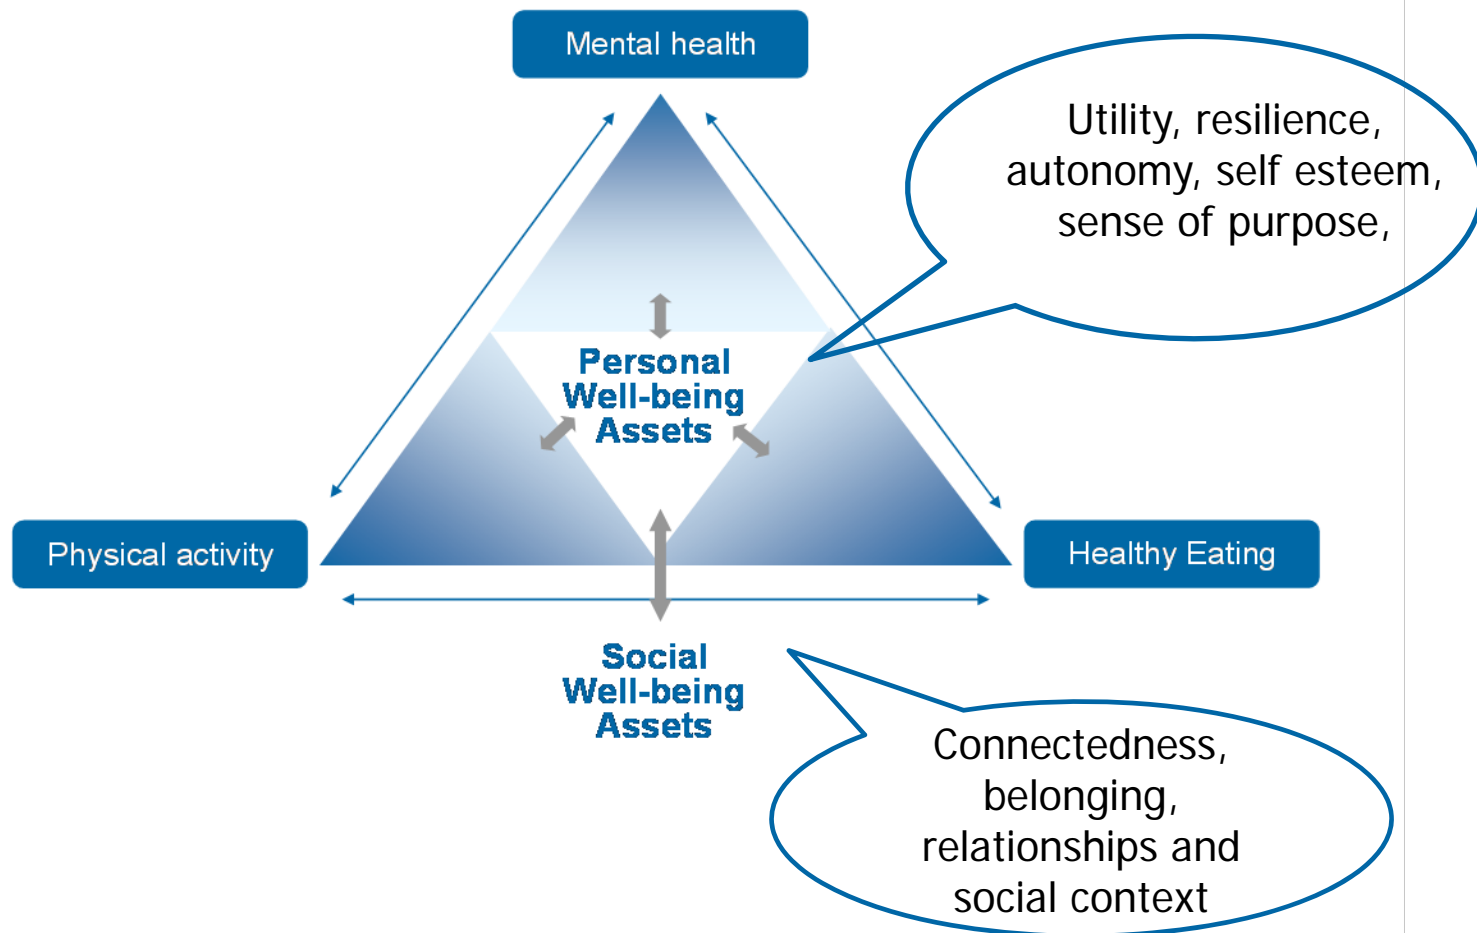 Mental health
Utility, resilience,
autonomy, self esteem,
sense of purpose,
Personal
Well-being
Assets
Physical activity
Healthy Eating
Social
Well-being
Assets
Connectedness,
belonging,
relationships and
social context